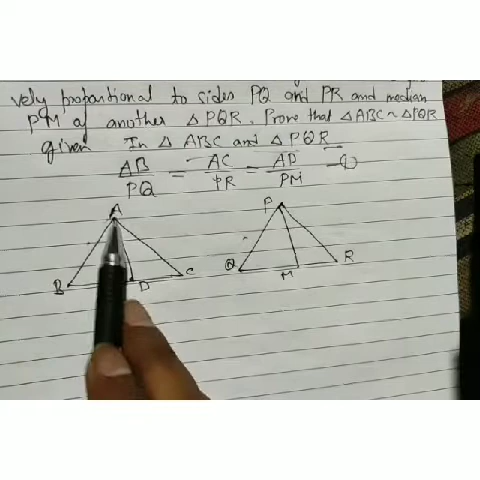 vely proportional to sides PQ and PR and median
PM of another △ PQR. Prove that △ABC ~ △PQR
given In △ ABC and △ PQR
AB/PQ = AC/PR = AD/PM —①
A
B D C
P
Q M R